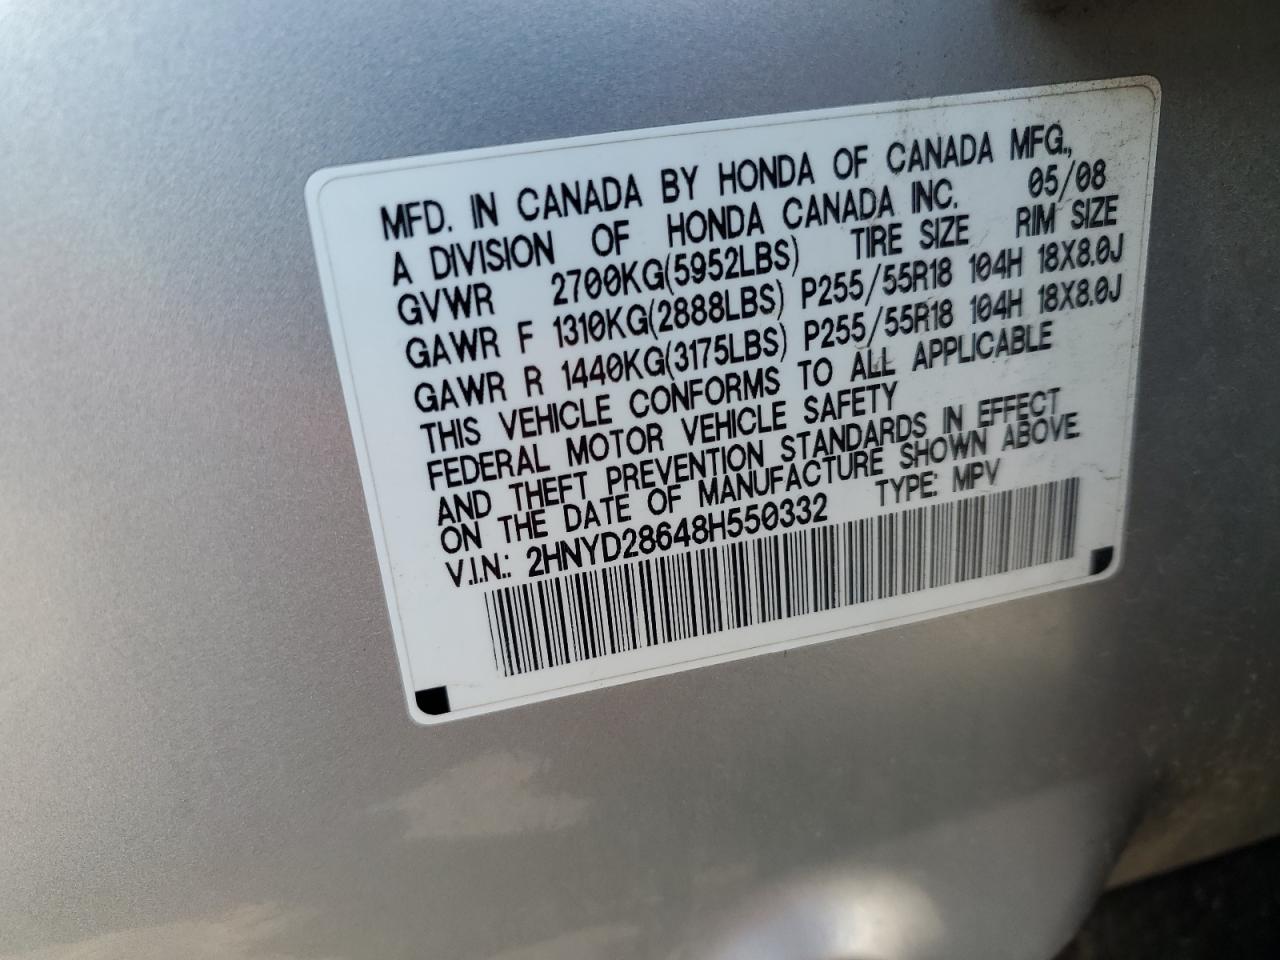 MFD. IN CANADA BY HONDA OF CANADA MFG.,
A DIVISION OF HONDA CANADA INC. 05/08
GVWR 2700KG(5952LBS) TIRE SIZE RIM SIZE
GAWR F 1310KG(2888LBS) P255/55R18 104H 18X8.0J
GAWR R 1440KG(3175LBS) P255/55R18 104H 18X8.0J
THIS VEHICLE CONFORMS TO ALL APPLICABLE
FEDERAL MOTOR VEHICLE SAFETY
AND THEFT PREVENTION STANDARDS IN EFFECT
ON THE DATE OF MANUFACTURE SHOWN ABOVE.
V.I.N.: 2HNYD28648H550332 TYPE: MPV